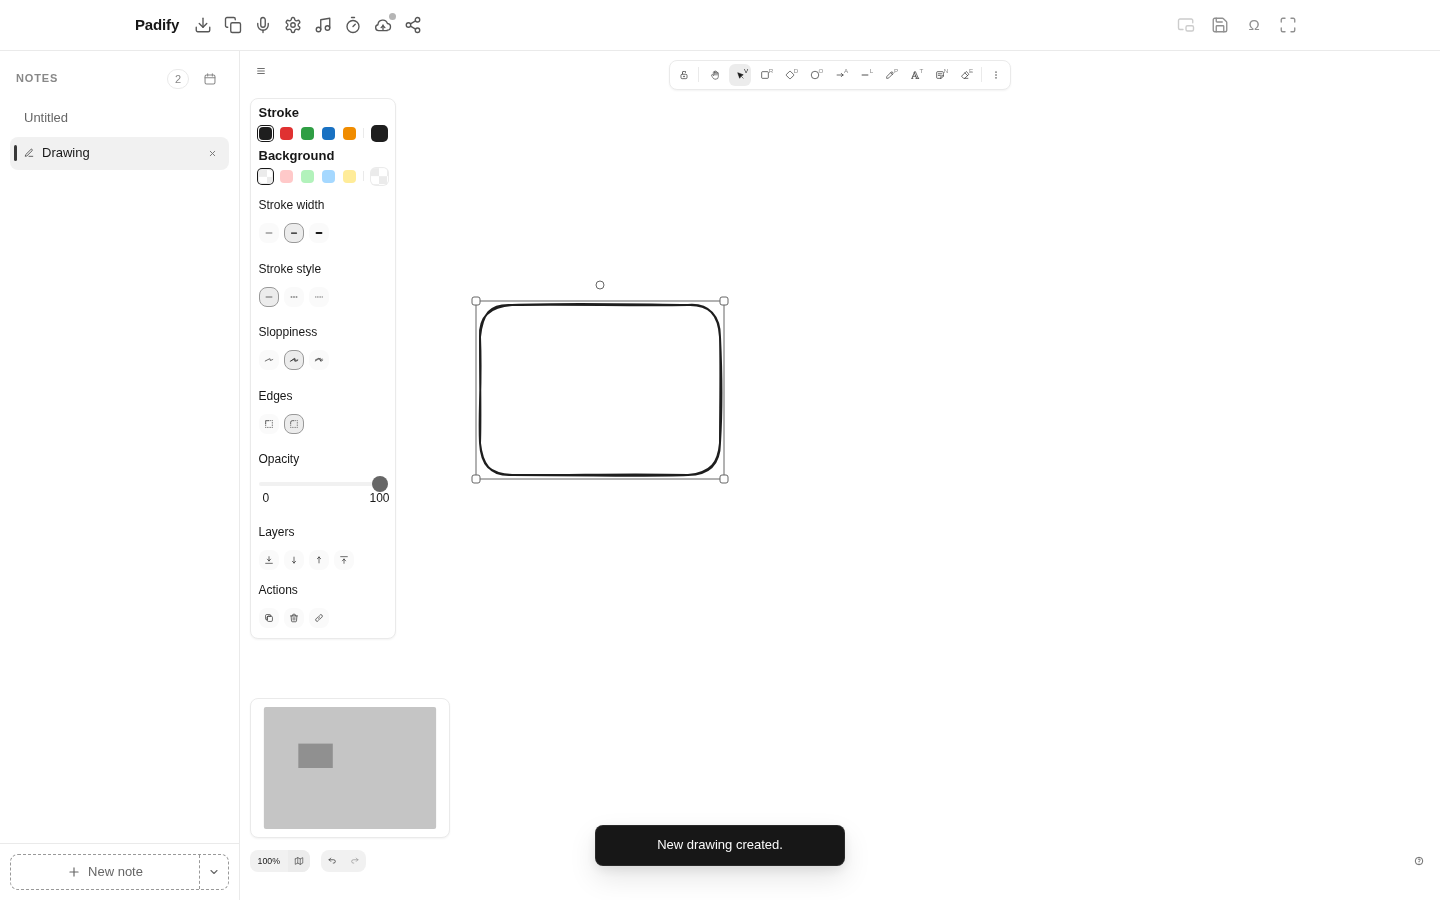 Padify
Ω
NOTES
2
Untitled
Drawing
V
R
D
O
A
L
P
T
N
E
Stroke
Background
Stroke width
Stroke style
Sloppiness
Edges
Opacity
0
100
Layers
Actions
New drawing created.
100%
New note